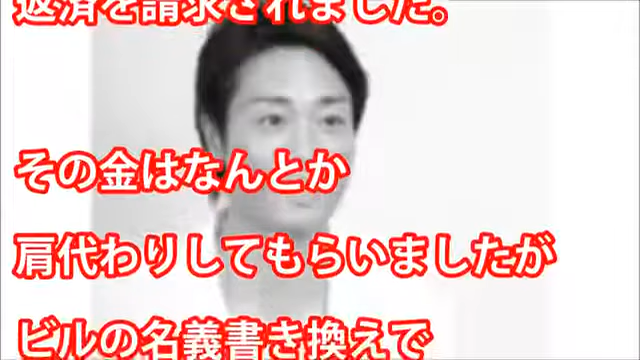 返済を請求されました。
その金はなんとか
肩代わりしてもらいましたが
ビルの名義書き換えで